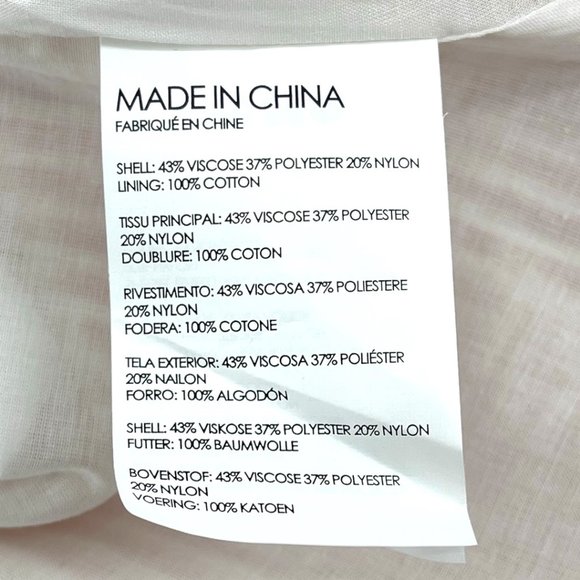 MADE IN CHINA
FABRIQUÉ EN CHINE
SHELL: 43% VISCOSE 37% POLYESTER 20% NYLON
LINING: 100% COTTON
TISSU PRINCIPAL: 43% VISCOSE 37% POLYESTER
20% NYLON
DOUBLURE: 100% COTON
RIVESTIMENTO: 43% VISCOSA 37% POLIESTERE
20% NYLON
FODERA: 100% COTONE
TELA EXTERIOR: 43% VISCOSA 37% POLIÉSTER
20% NAILON
FORRO: 100% ALGODÓN
SHELL: 43% VISKOSE 37% POLYESTER 20% NYLON
FUTTER: 100% BAUMWOLLE
BOVENSTOF: 43% VISCOSE 37% POLYESTER
20% NYLON
VOERING: 100% KATOEN